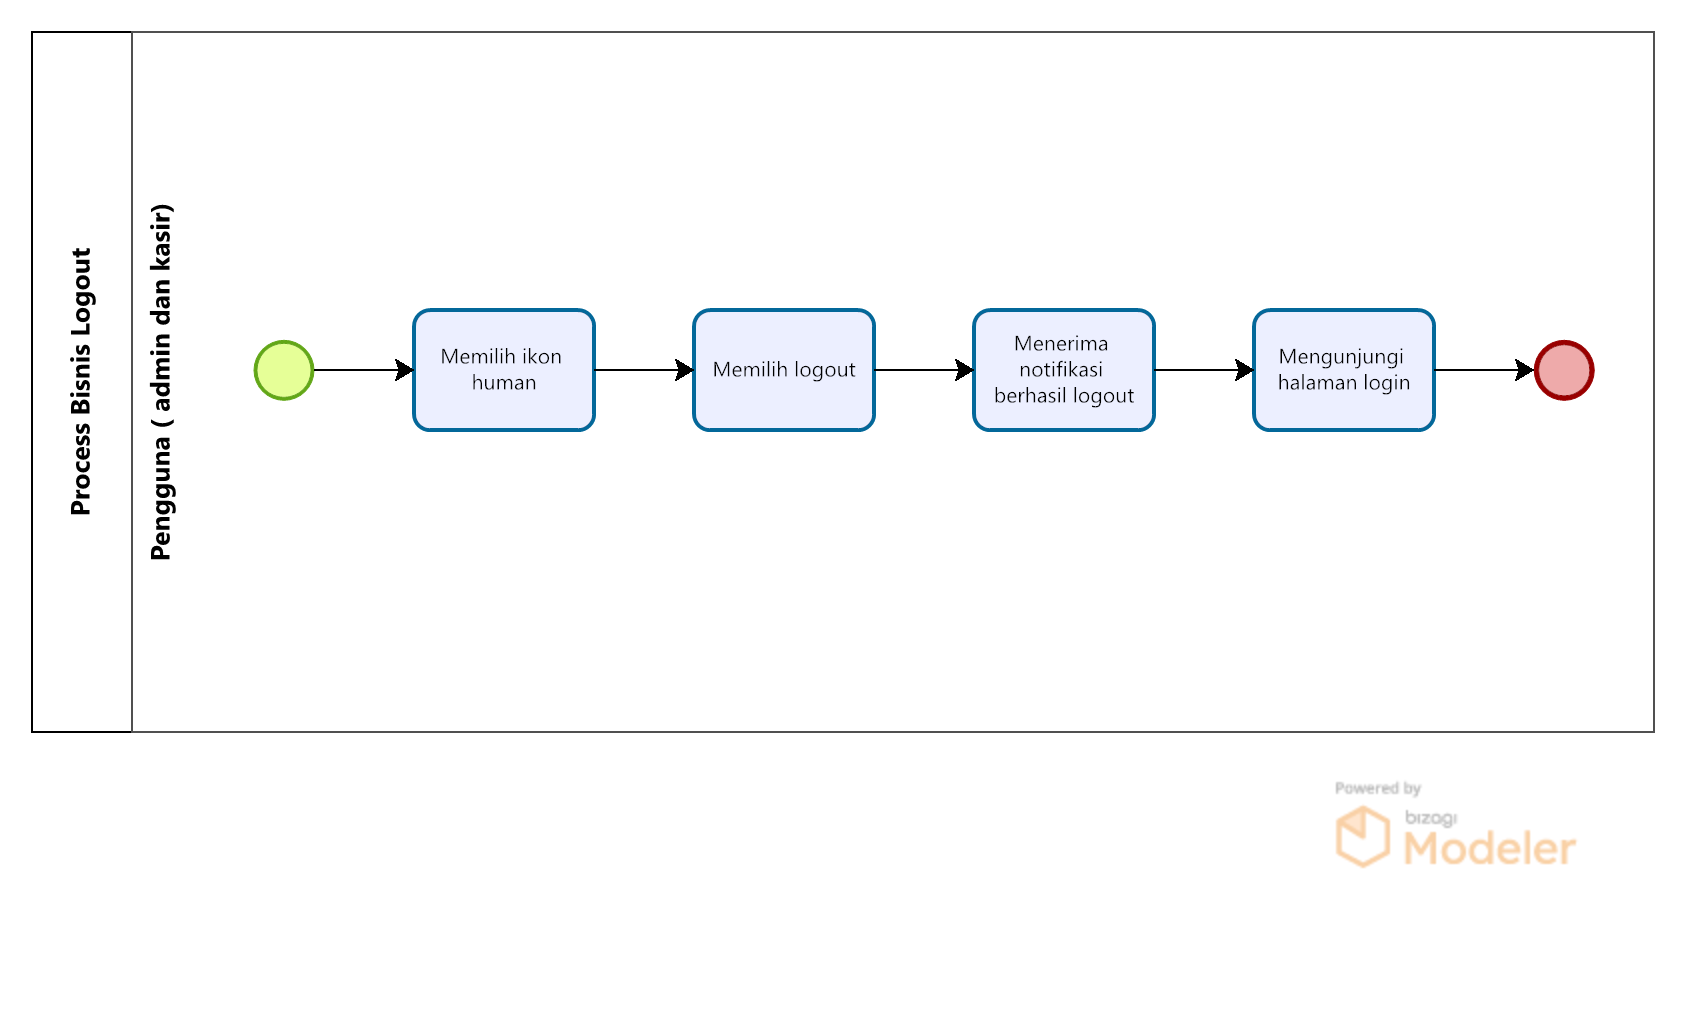 Process Bisnis Logout
Pengguna ( admin dan kasir)
Memilih ikon
human
Memilih logout
Menerima
notifikasi
berhasil logout
Mengunjungi
halaman login
Powered by
bizagi
Modeler